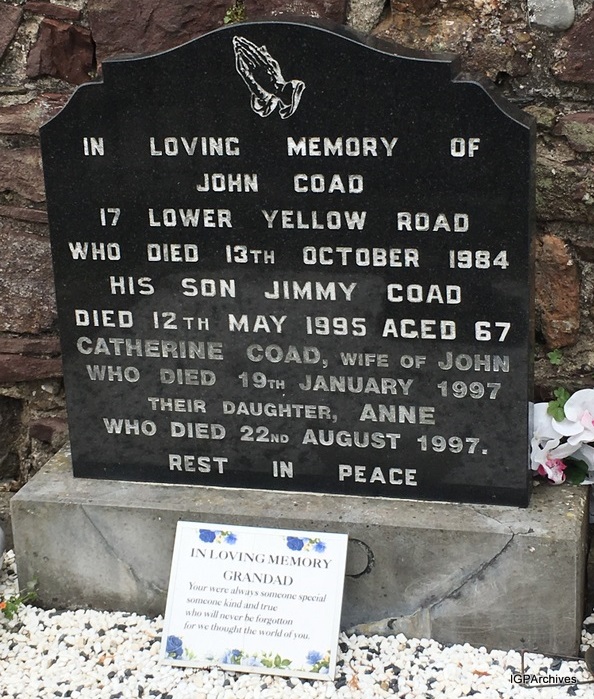 IN LOVING MEMORY OF
JOHN COAD
17 LOWER YELLOW ROAD
WHO DIED 13TH OCTOBER 1984
HIS SON JIMMY COAD
DIED 12TH MAY 1995 AGED 67
CATHERINE COAD, WIFE OF JOHN
WHO DIED 19TH JANUARY 1997
THEIR DAUGHTER, ANNE
WHO DIED 22ND AUGUST 1997.
REST IN PEACE
IN LOVING MEMORY
GRANDAD
Your were always someone special
someone kind and true
who will never be forgotton
for we thought the world of you.
IGPArchives